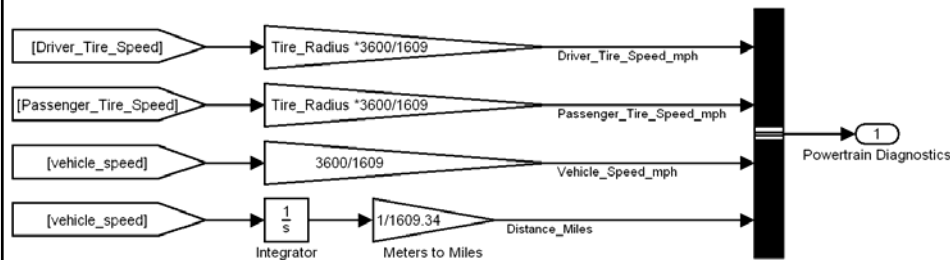 [Driver_Tire_Speed]
Tire_Radius *3600/1609
Driver_Tire_Speed_mph
[Passenger_Tire_Speed]
Tire_Radius *3600/1609
Passenger_Tire_Speed_mph
1
Powertrain Diagnostics
[vehicle_speed]
3600/1609
Vehicle_Speed_mph
[vehicle_speed]
1
s
Integrator
1/1609.34
Meters to Miles
Distance_Miles